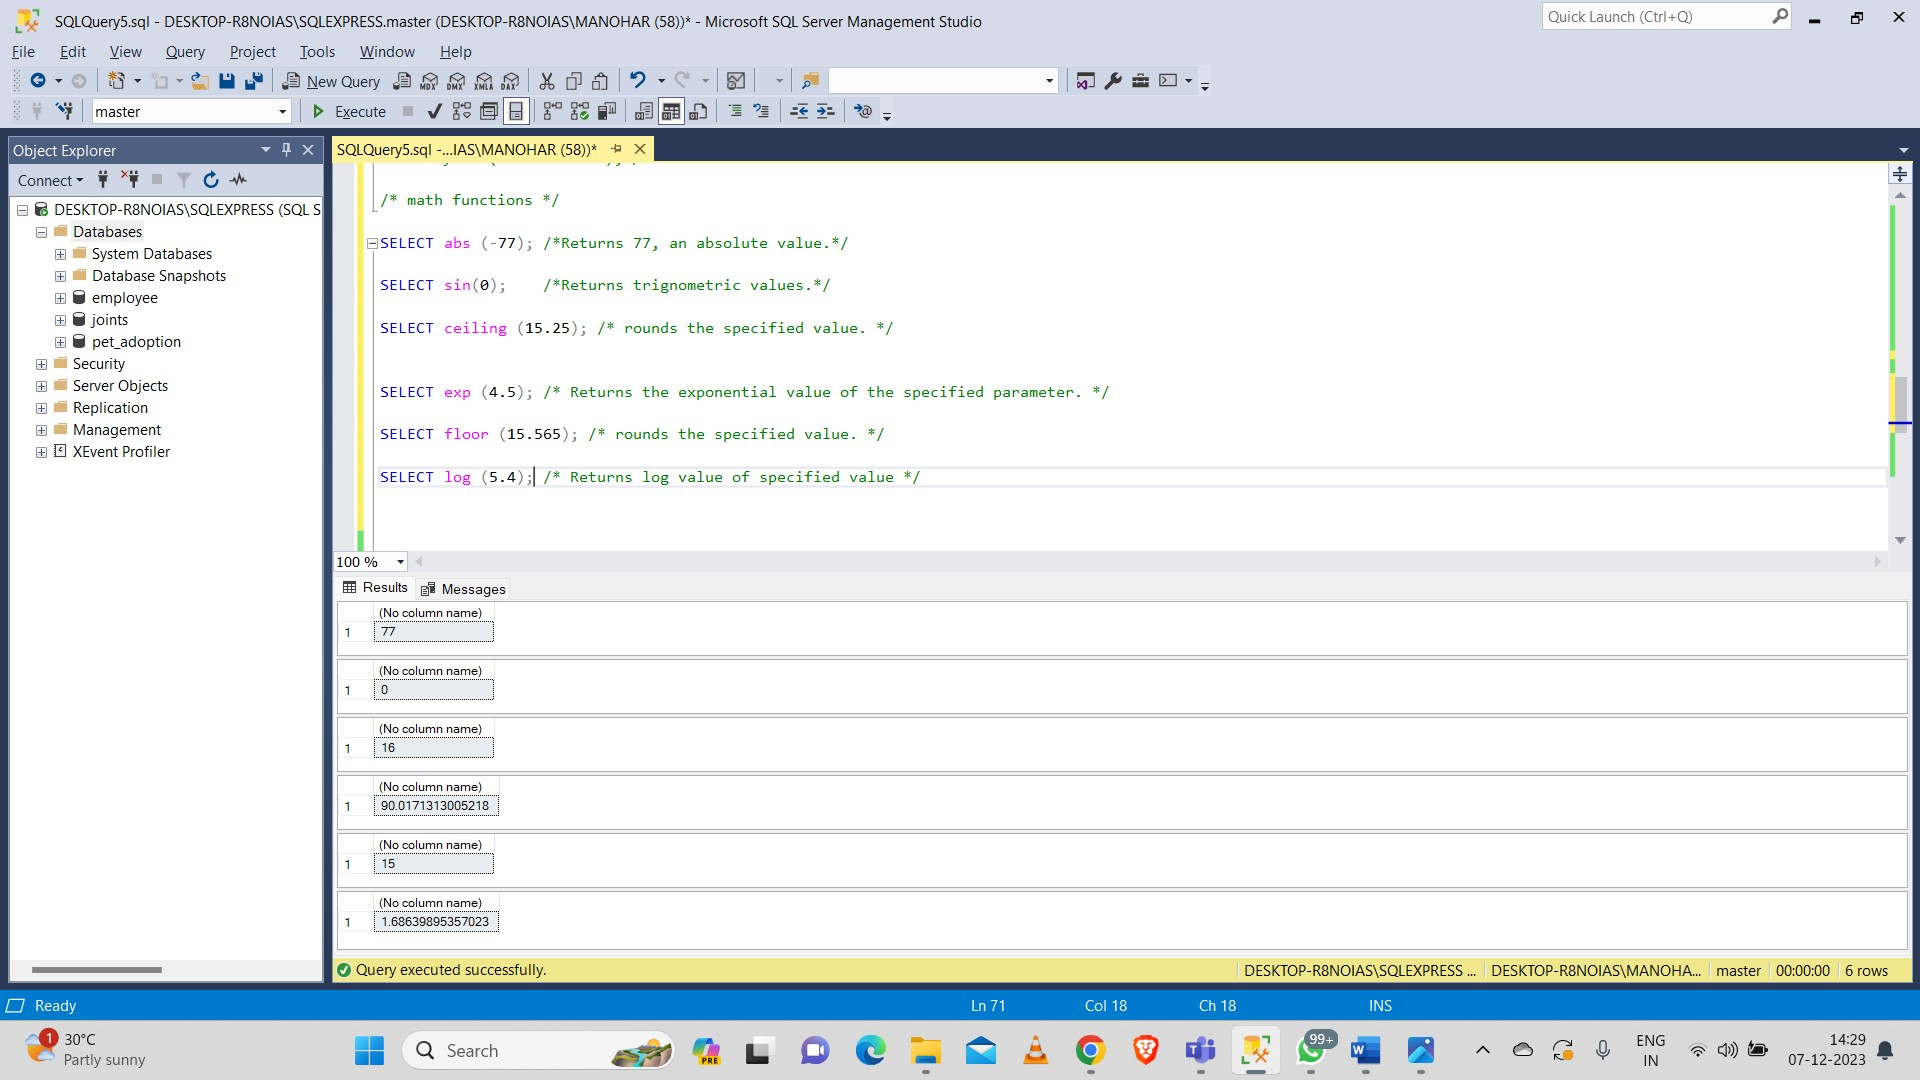 SQLQuery5.sql - DESKTOP-R8NOIAS\SQLEXPRESS.master (DESKTOP-R8NOIAS\MANOHAR (58))* - Microsoft SQL Server Management Studio
Quick Launch (Ctrl+Q)
File Edit View Query Project Tools Window Help
New Query MDX DMX XMLA DAX
master Execute
Object Explorer
SQLQuery5.sql -...IAS\MANOHAR (58))*
Connect
DESKTOP-R8NOIAS\SQLEXPRESS (SQL S
Databases
System Databases
Database Snapshots
employee
joints
pet_adoption
Security
Server Objects
Replication
Management
XEvent Profiler
/* math functions */
SELECT abs (-77); /*Returns 77, an absolute value.*/
SELECT sin(0); /*Returns trignometric values.*/
SELECT ceiling (15.25); /* rounds the specified value. */
SELECT exp (4.5); /* Returns the exponential value of the specified parameter. */
SELECT floor (15.565); /* rounds the specified value. */
SELECT log (5.4); /* Returns log value of specified value */
100 %
Results Messages
(No column name)
1 77
(No column name)
1 0
(No column name)
1 16
(No column name)
1 90.0171313005218
(No column name)
1 15
(No column name)
1 1.68639895357023
Query executed successfully.
DESKTOP-R8NOIAS\SQLEXPRESS ... DESKTOP-R8NOIAS\MANOHA... master 00:00:00 6 rows
Ready Ln 71 Col 18 Ch 18 INS
1 30°C
Partly sunny
Search
PRE
99+
ENG
IN
14:29
07-12-2023